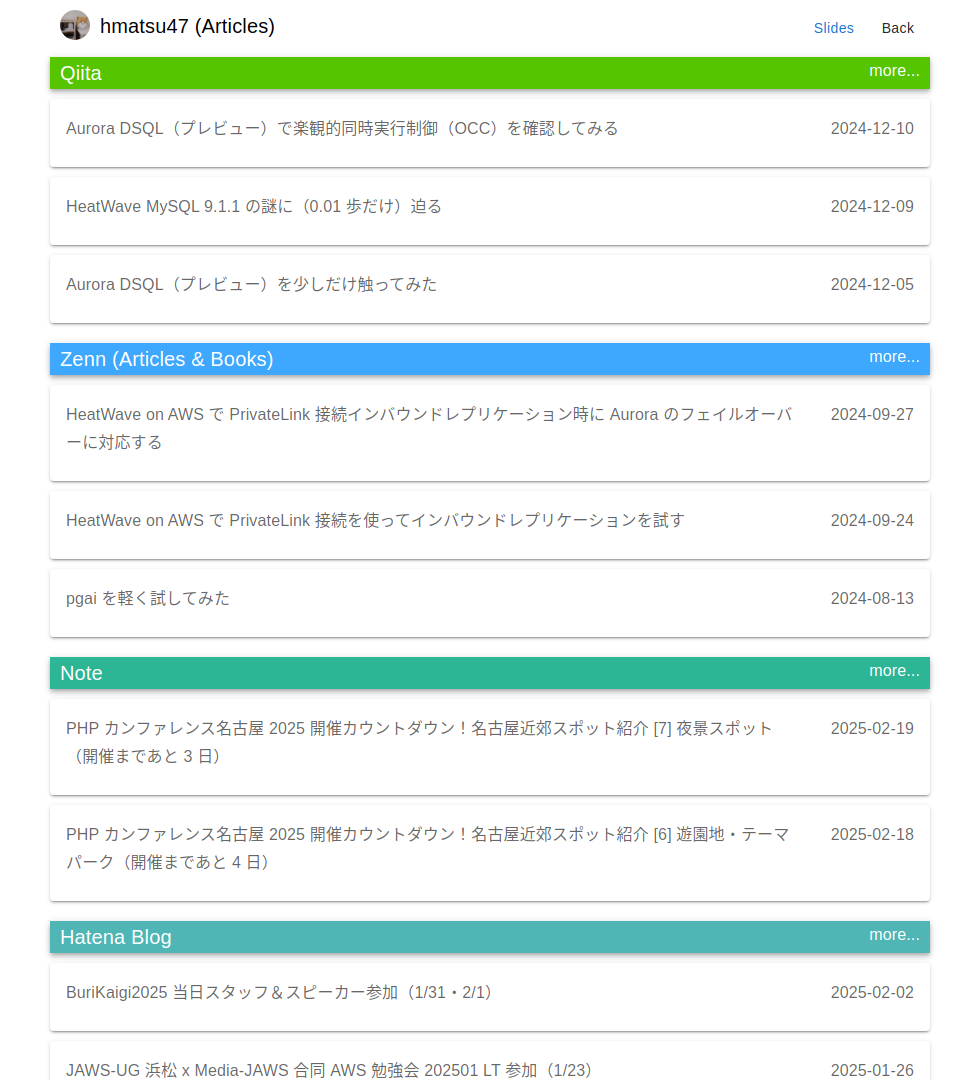 hmatsu47 (Articles)
Slides
Back
Qiita
more...
Aurora DSQL（プレビュー）で楽観的同時実行制御（OCC）を確認してみる
2024-12-10
HeatWave MySQL 9.1.1 の謎に（0.01 歩だけ）迫る
2024-12-09
Aurora DSQL（プレビュー）を少しだけ触ってみた
2024-12-05
Zenn (Articles & Books)
more...
HeatWave on AWS で PrivateLink 接続インバウンドレプリケーション時に Aurora のフェイルオーバ
ーに対応する
2024-09-27
HeatWave on AWS で PrivateLink 接続を使ってインバウンドレプリケーションを試す
2024-09-24
pgai を軽く試してみた
2024-08-13
Note
more...
PHP カンファレンス名古屋 2025 開催カウントダウン！名古屋近郊スポット紹介 [7] 夜景スポット
（開催まであと 3 日）
2025-02-19
PHP カンファレンス名古屋 2025 開催カウントダウン！名古屋近郊スポット紹介 [6] 遊園地・テーマ
パーク（開催まであと 4 日）
2025-02-18
Hatena Blog
more...
BuriKaigi2025 当日スタッフ＆スピーカー参加（1/31・2/1）
2025-02-02
JAWS-UG 浜松 x Media-JAWS 合同 AWS 勉強会 202501 LT 参加（1/23）
2025-01-26